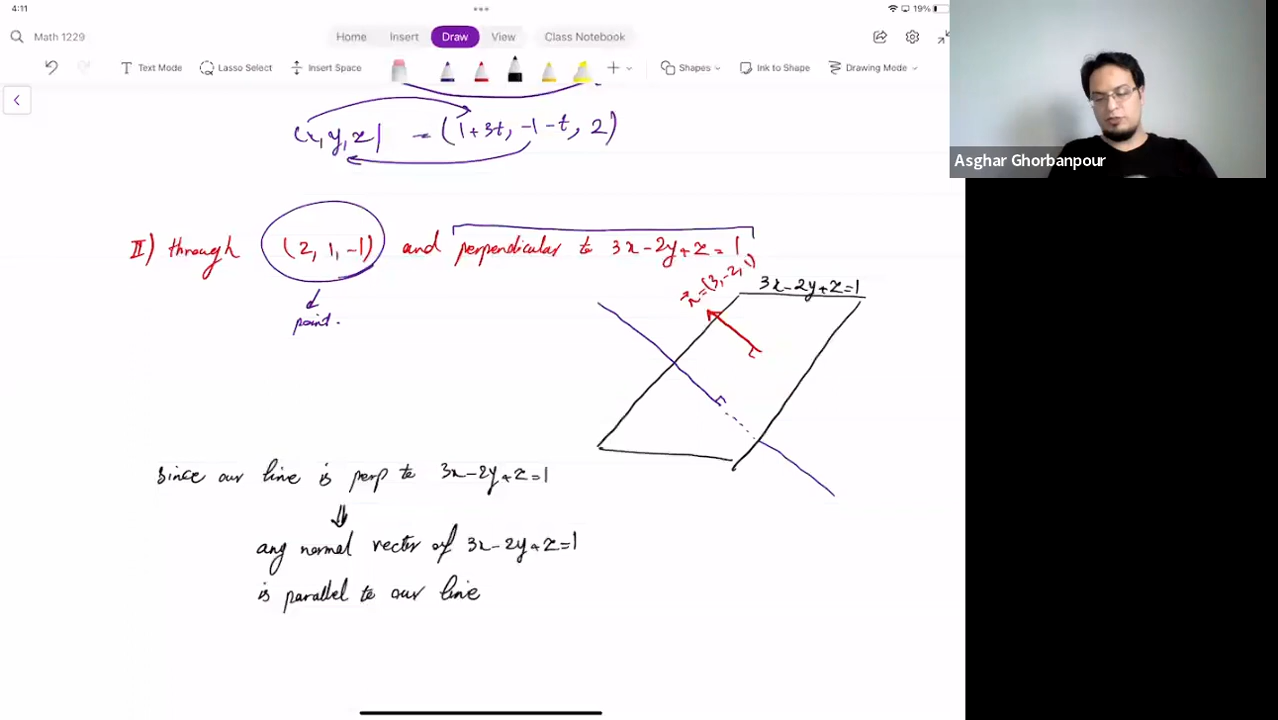 4:11
19%
Math 1229
Home Insert Draw View Class Notebook
Text Mode Lasso Select Insert Space Shapes Ink to Shape Drawing Mode
(x, y, z) = (1+3t, -1-t, 2)
Asghar Ghorbanpour
II) through (2, 1, -1) and perpendicular to 3x-2y+z=1
n⃗=(3,-2,1)
3x-2y+z=1
point.
Since our line is perp to 3x-2y+z=1
⇓
any normal vector of 3x-2y+z=1
is parallel to our line